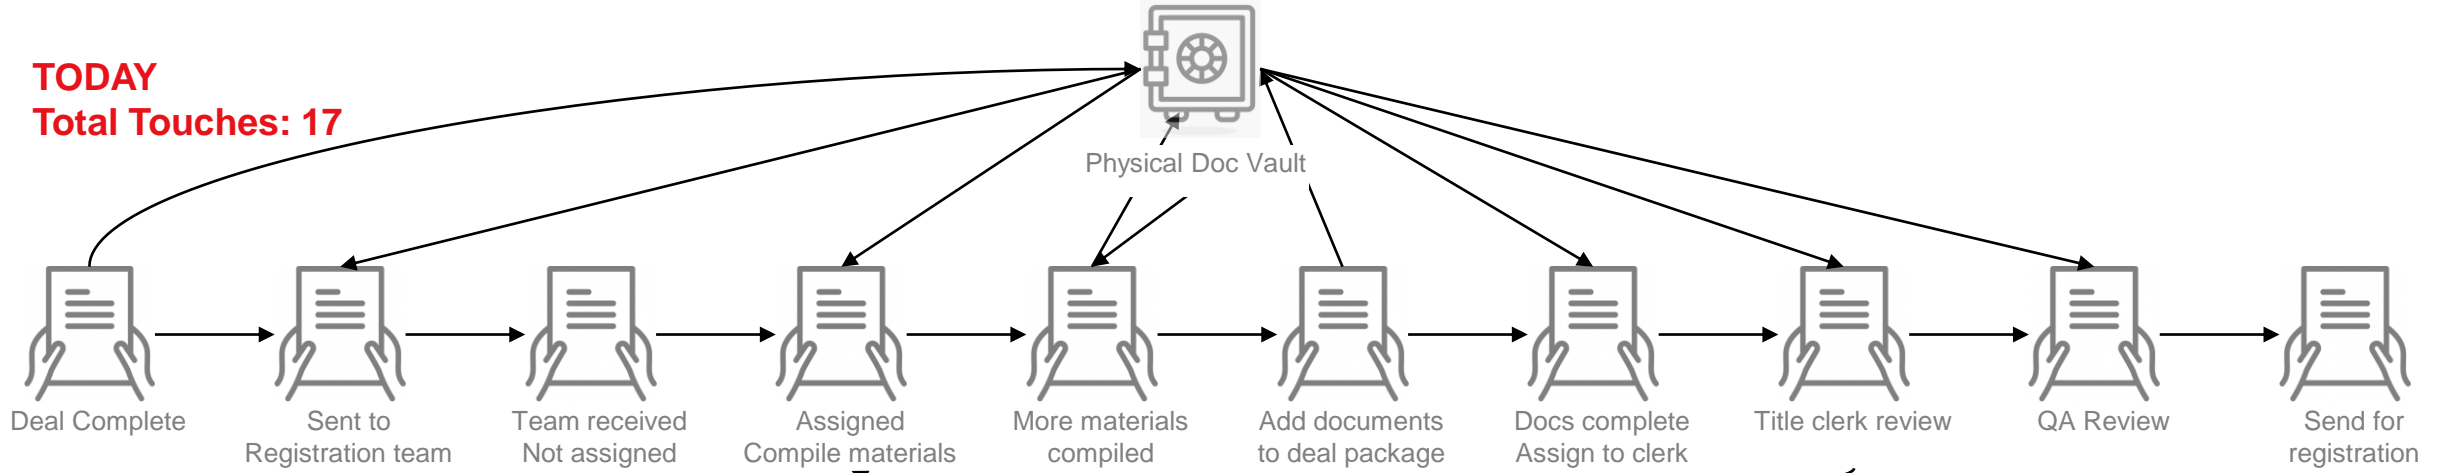 TODAY
Total Touches: 17
Physical Doc Vault
Deal Complete
Sent to
Registration team
Team received
Not assigned
Assigned
Compile materials
More materials
compiled
Add documents
to deal package
Docs complete
Assign to clerk
Title clerk review
QA Review
Send for
registration